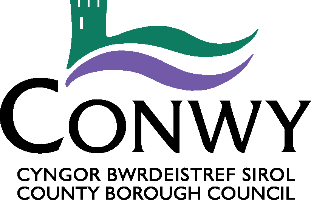 CONWY
CYNGOR BWRDEISTREF SIROL
COUNTY BOROUGH COUNCIL